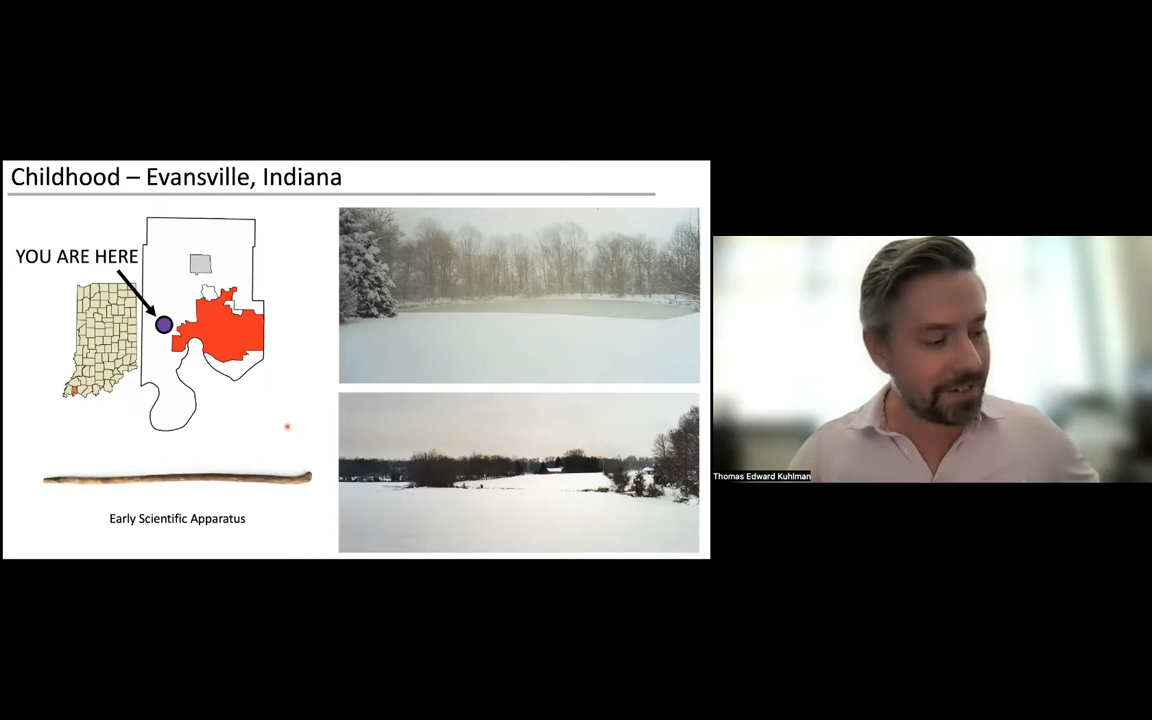 Childhood – Evansville, Indiana
YOU ARE HERE
Early Scientific Apparatus
Thomas Edward Kuhlman